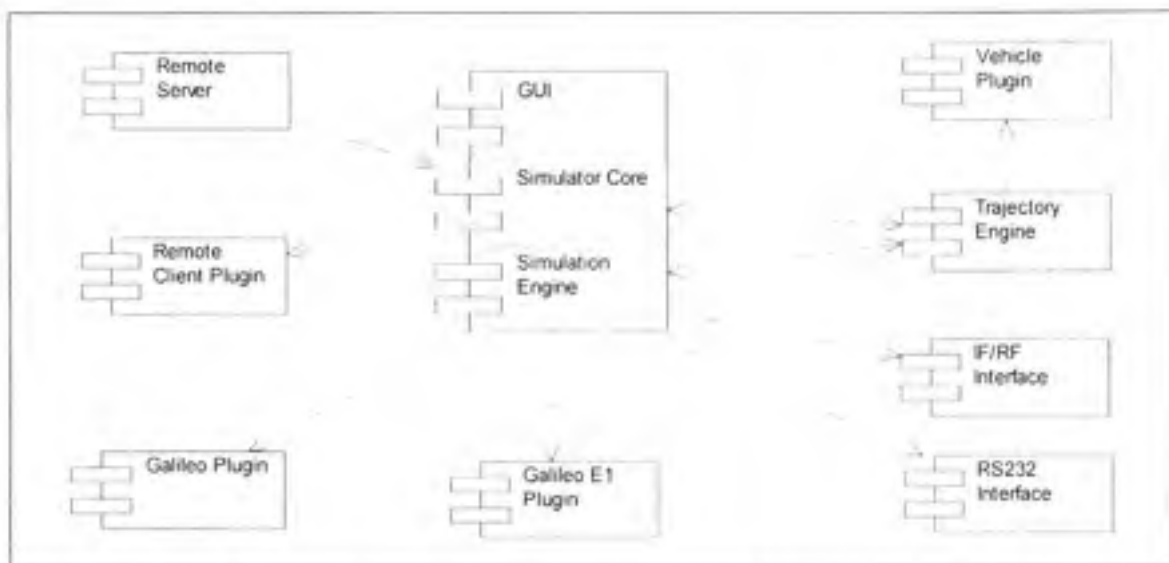 Remote
Server
GUI
Simulator Core
Simulation
Engine
Vehicle
Plugin
Remote
Client Plugin
Trajectory
Engine
IF/RF
Interface
Galileo Plugin
Galileo E1
Plugin
RS232
Interface